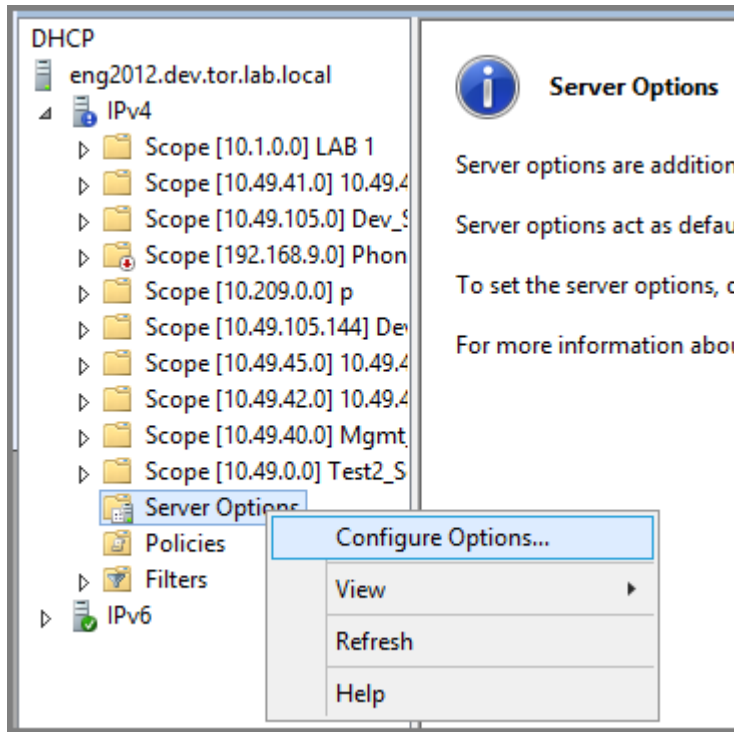 DHCP
eng2012.dev.tor.lab.local
IPv4
Scope [10.1.0.0] LAB 1
Scope [10.49.41.0] 10.49.4
Scope [10.49.105.0] Dev_S
Scope [192.168.9.0] Phon
Scope [10.209.0.0] p
Scope [10.49.105.144] De
Scope [10.49.45.0] 10.49.4
Scope [10.49.42.0] 10.49.4
Scope [10.49.40.0] Mgmt_
Scope [10.49.0.0] Test2_S
Server Options
Policies
Filters
IPv6
Configure Options...
View
Refresh
Help
Server Options
Server options are addition
Server options act as defau
To set the server options, c
For more information abou